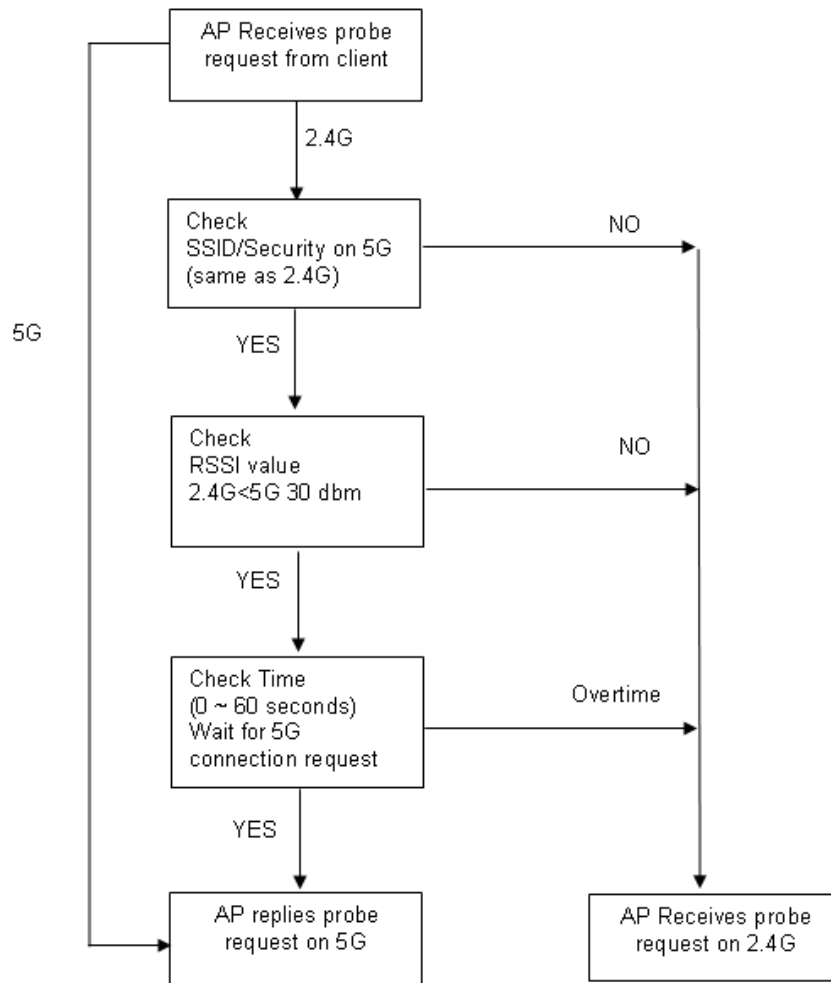 AP Receives probe
request from client
2.4G
Check
SSID/Security on 5G
(same as 2.4G)
NO
5G
YES
Check
RSSI value
2.4G<5G 30 dbm
NO
YES
Check Time
(0 ~ 60 seconds)
Wait for 5G
connection request
Overtime
YES
AP replies probe
request on 5G
AP Receives probe
request on 2.4G